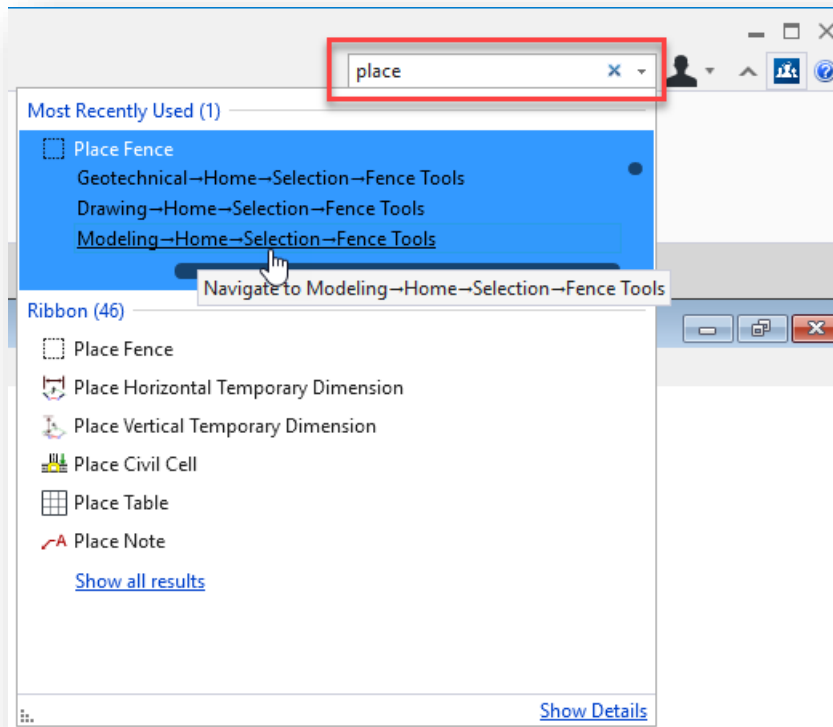 place
Most Recently Used (1)
Place Fence
Geotechnical→Home→Selection→Fence Tools
Drawing→Home→Selection→Fence Tools
Modeling→Home→Selection→Fence Tools
Navigate to Modeling→Home→Selection→Fence Tools
Ribbon (46)
Place Fence
Place Horizontal Temporary Dimension
Place Vertical Temporary Dimension
Place Civil Cell
Place Table
A Place Note
Show all results
Show Details